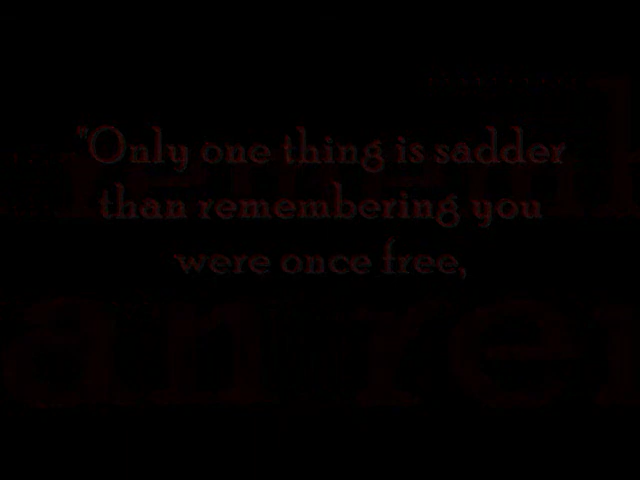 "Only one thing is sadder
than remembering you
were once free,